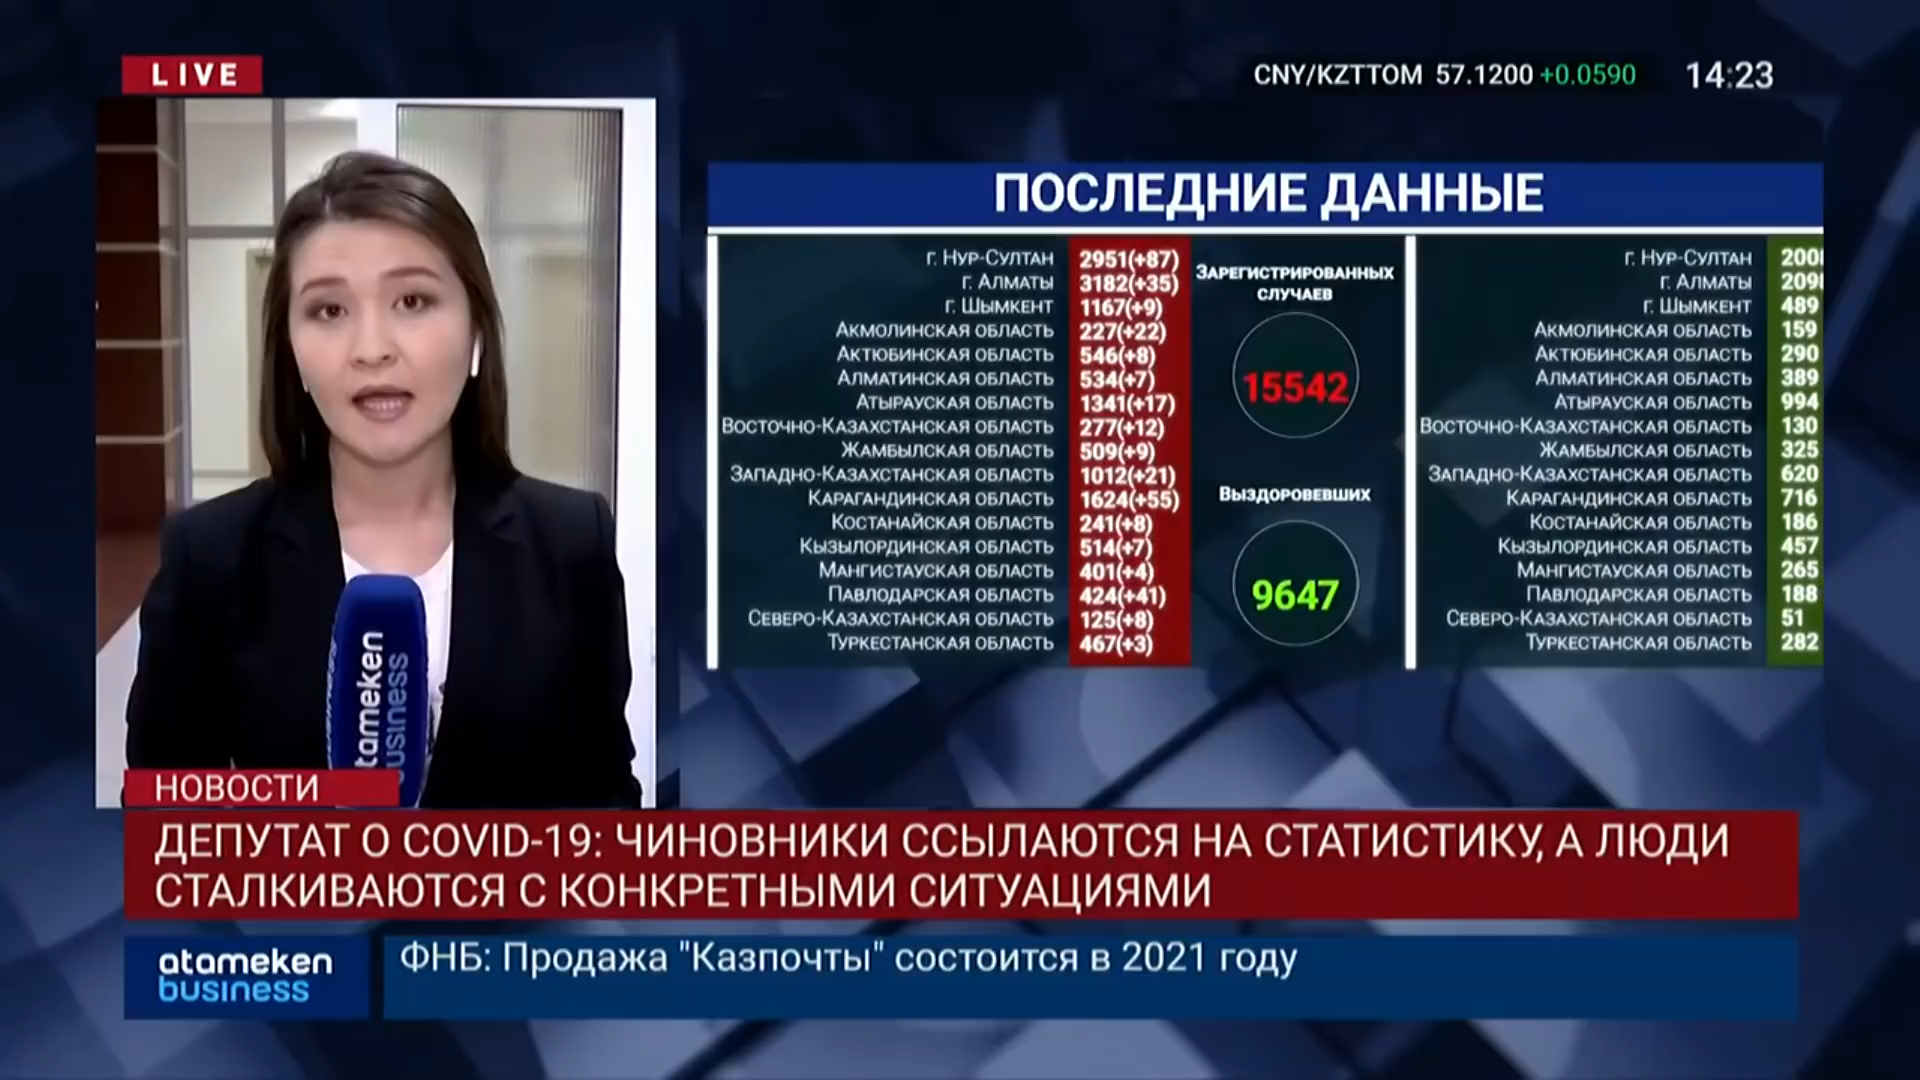 LIVE
CNY/KZTTOM 57.1200 +0.0590
14:23
ПОСЛЕДНИЕ ДАННЫЕ
г. НУР-СУЛТАН 2951(+87)
г. АЛМАТЫ 3182(+35)
г. ШЫМКЕНТ 1167(+9)
АКМОЛИНСКАЯ ОБЛАСТЬ 227(+22)
АКТЮБИНСКАЯ ОБЛАСТЬ 546(+8)
АЛМАТИНСКАЯ ОБЛАСТЬ 534(+7)
АТЫРАУСКАЯ ОБЛАСТЬ 1341(+17)
ВОСТОЧНО-КАЗАХСТАНСКАЯ ОБЛАСТЬ 277(+12)
ЖАМБЫЛСКАЯ ОБЛАСТЬ 509(+9)
ЗАПАДНО-КАЗАХСТАНСКАЯ ОБЛАСТЬ 1012(+21)
КАРАГАНДИНСКАЯ ОБЛАСТЬ 1624(+55)
КОСТАНАЙСКАЯ ОБЛАСТЬ 241(+8)
КЫЗЫЛОРДИНСКАЯ ОБЛАСТЬ 514(+7)
МАНГИСТАУСКАЯ ОБЛАСТЬ 401(+4)
ПАВЛОДАРСКАЯ ОБЛАСТЬ 424(+41)
СЕВЕРО-КАЗАХСТАНСКАЯ ОБЛАСТЬ 125(+8)
ТУРКЕСТАНСКАЯ ОБЛАСТЬ 467(+3)
ЗАРЕГИСТРИРОВАННЫХ
СЛУЧАЕВ
15542
ВЫЗДОРОВЕВШИХ
9647
г. НУР-СУЛТАН 200
г. АЛМАТЫ 209
г. ШЫМКЕНТ 489
АКМОЛИНСКАЯ ОБЛАСТЬ 159
АКТЮБИНСКАЯ ОБЛАСТЬ 290
АЛМАТИНСКАЯ ОБЛАСТЬ 389
АТЫРАУСКАЯ ОБЛАСТЬ 994
ВОСТОЧНО-КАЗАХСТАНСКАЯ ОБЛАСТЬ 130
ЖАМБЫЛСКАЯ ОБЛАСТЬ 325
ЗАПАДНО-КАЗАХСТАНСКАЯ ОБЛАСТЬ 620
КАРАГАНДИНСКАЯ ОБЛАСТЬ 716
КОСТАНАЙСКАЯ ОБЛАСТЬ 186
КЫЗЫЛОРДИНСКАЯ ОБЛАСТЬ 457
МАНГИСТАУСКАЯ ОБЛАСТЬ 265
ПАВЛОДАРСКАЯ ОБЛАСТЬ 188
СЕВЕРО-КАЗАХСТАНСКАЯ ОБЛАСТЬ 51
ТУРКЕСТАНСКАЯ ОБЛАСТЬ 282
tameken
usiness
НОВОСТИ
ДЕПУТАТ О COVID-19: ЧИНОВНИКИ ССЫЛАЮТСЯ НА СТАТИСТИКУ, А ЛЮДИ
СТАЛКИВАЮТСЯ С КОНКРЕТНЫМИ СИТУАЦИЯМИ
atameken
business
ФНБ: Продажа "Казпочты" состоится в 2021 году